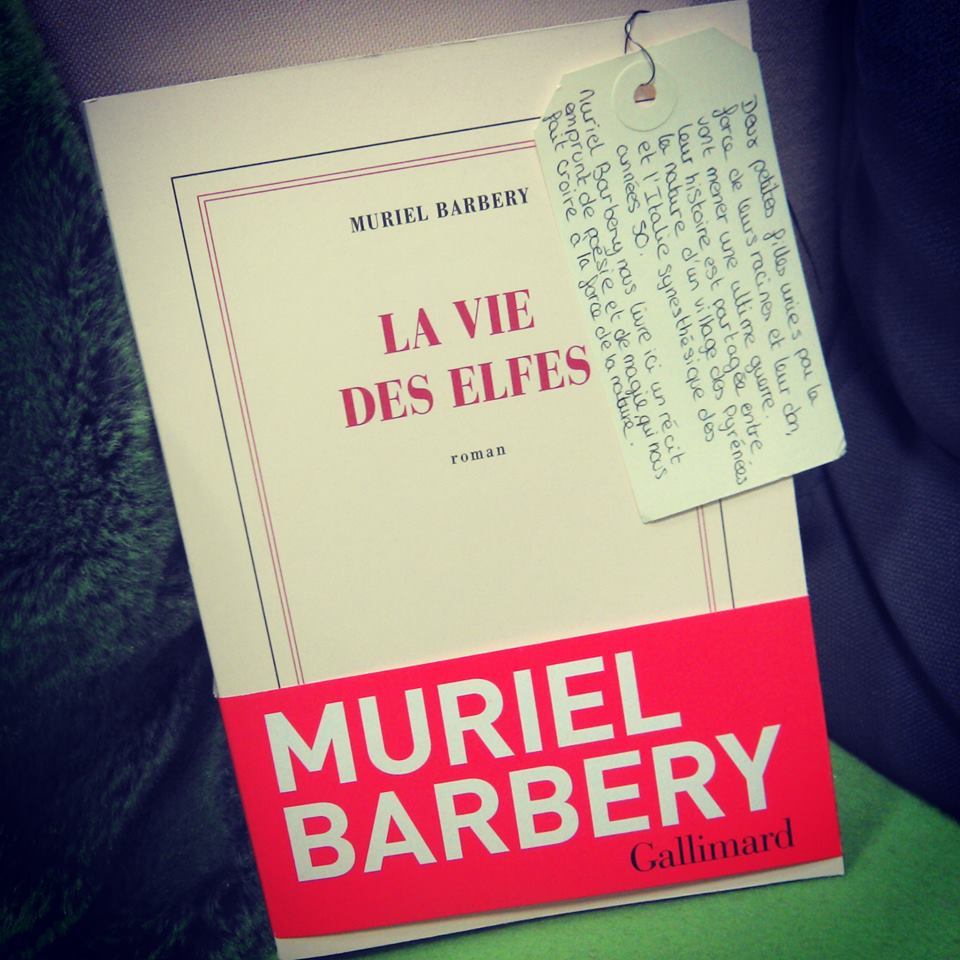 MURIEL BARBERY
LA VIE
DES ELFES
roman
Deux petites filles unies par la
force de leurs racines et leur don,
vont mener une ultime guerre.
Leur histoire est partagée entre
la nature d'un village des Pyrénées
et l'Italie synesthésique des
années 50.
Muriel Barbery nous livre ici un récit
emprunt de poésie et de magie qui nous
fait croire à la force de la nature.
MURIEL
BARBERY
Gallimard